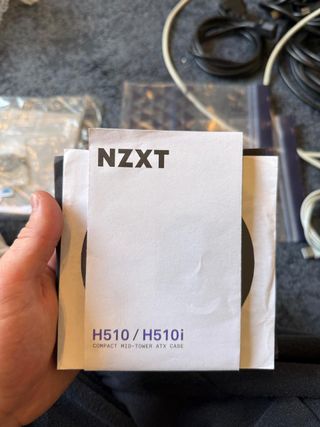 NZXT
H510 / H510i
COMPACT MID-TOWER ATX CASE